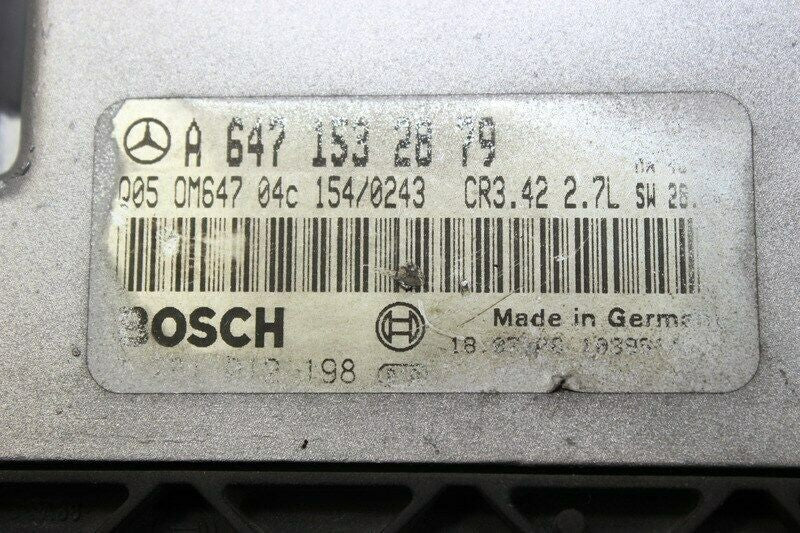 A 647 153 28 79
Q05 OM647 04c 154/0243 CR3.42 2.7L SW 28.
BOSCH
Made in Germa
198